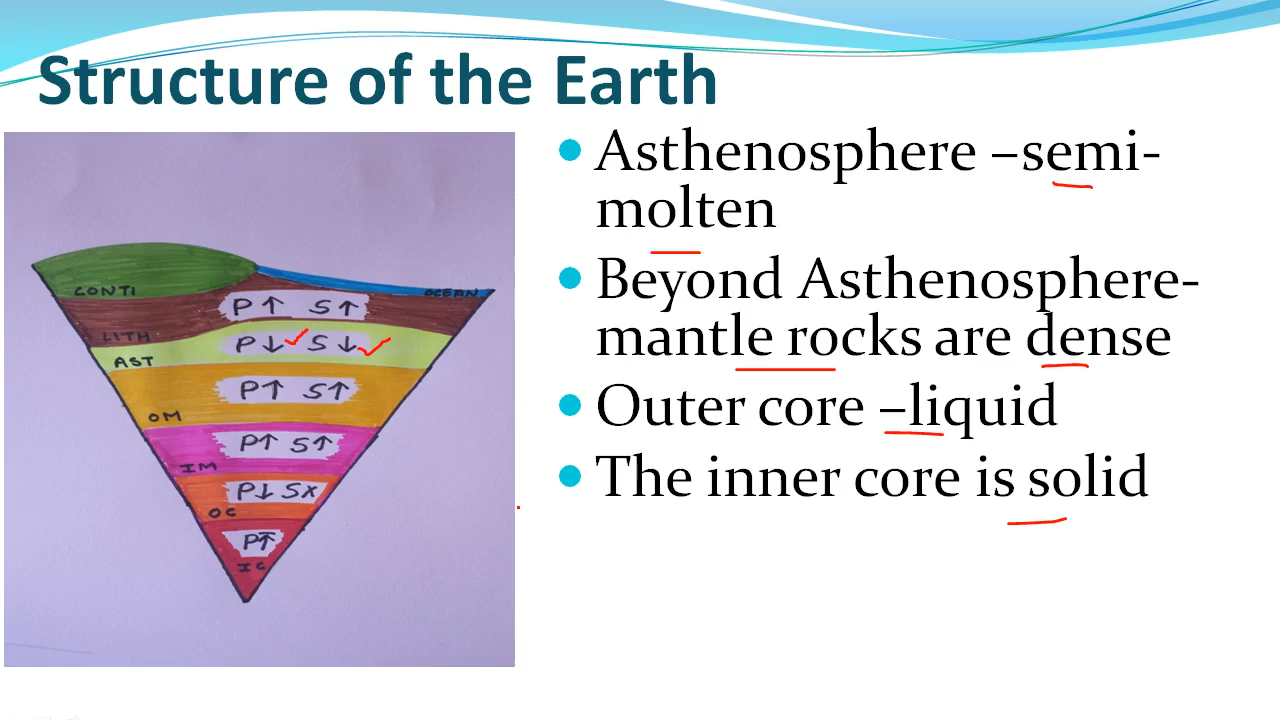 Structure of the Earth
Asthenosphere –semi-
molten
Beyond Asthenosphere-
mantle rocks are dense
Outer core –liquid
The inner core is solid
CONTI
OCEAN
P↑ S↑
LITH
P↓ S↓
AST
P↑ S↑
OM
P↑ S↑
IM
P↓ Sx
OC
P↑
IC